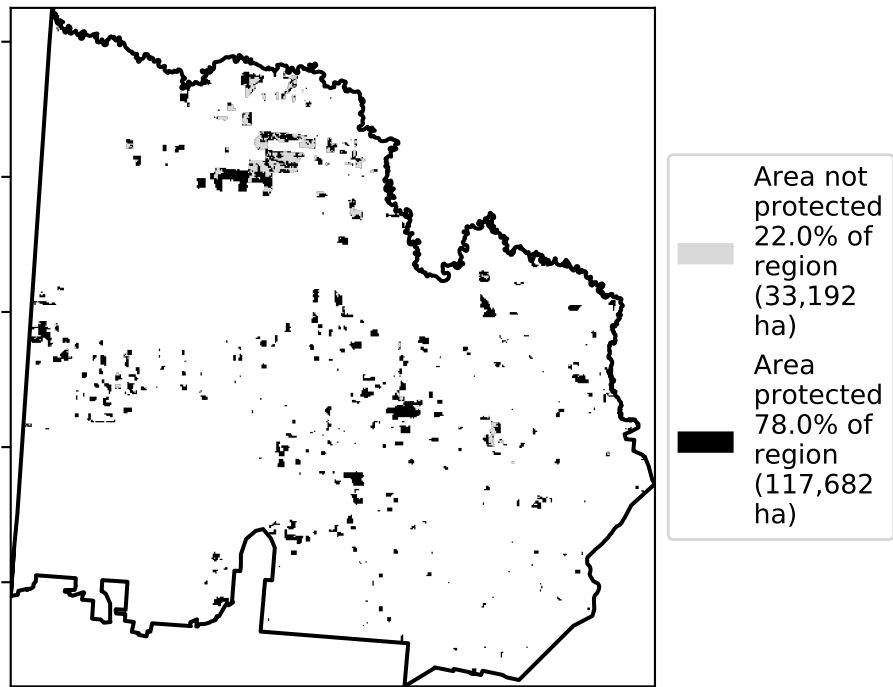 Area not
protected
22.0% of
region
(33,192
ha)
Area
protected
78.0% of
region
(117,682
ha)